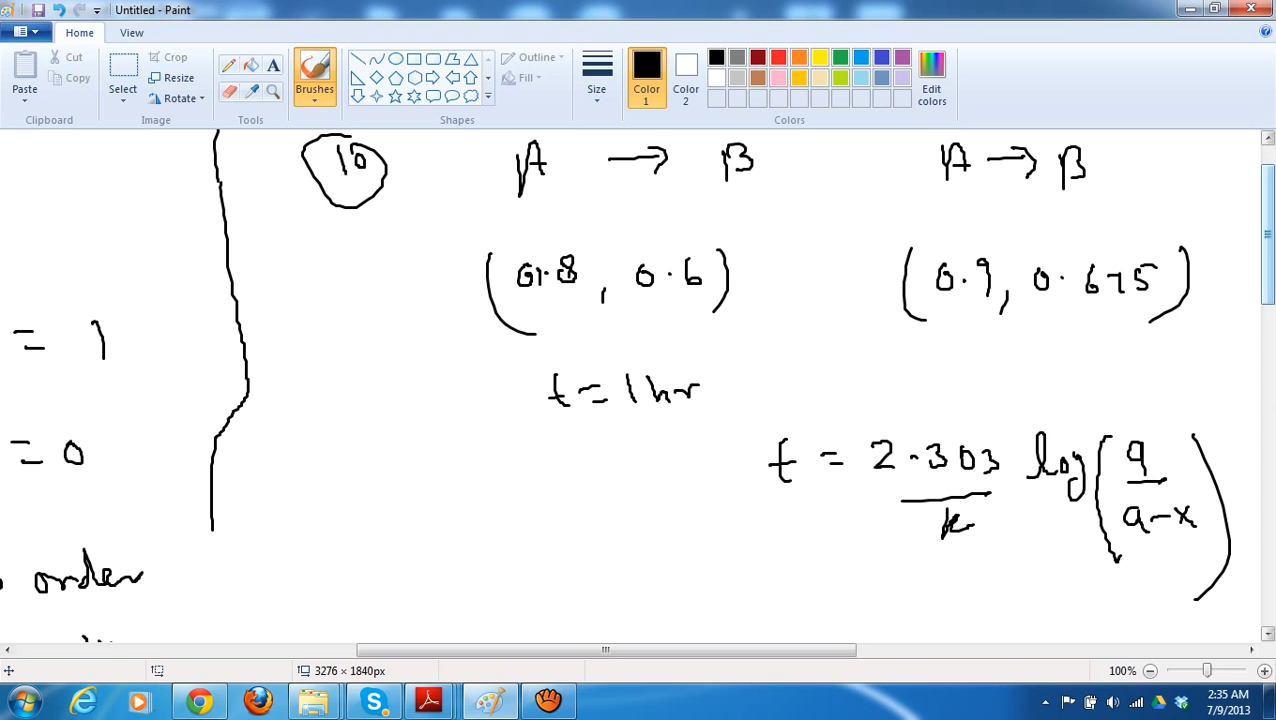 Untitled - Paint
Home View
Paste
Cut
Copy
Clipboard
Select
Crop
Resize
Rotate
Image
Tools
Brushes
Shapes
Outline
Fill
Size
Color 1
Color 2
Edit colors
Colors
10 A → B A → B
(0.8, 0.6) (0.9, 0.675)
= 1
t = 1 hr
= 0
t = 2.303/k log(a/a-x)
order
3276 × 1840px
100%
2:35 AM
7/9/2013